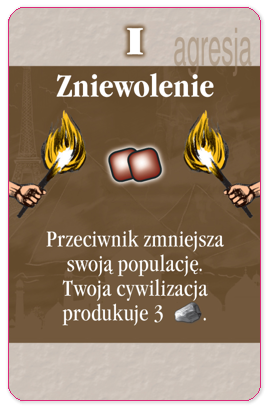 I
agresja
Zniewolenie
Przeciwnik zmniejsza
swoją populację.
Twoja cywilizacja
produkuje 3 .